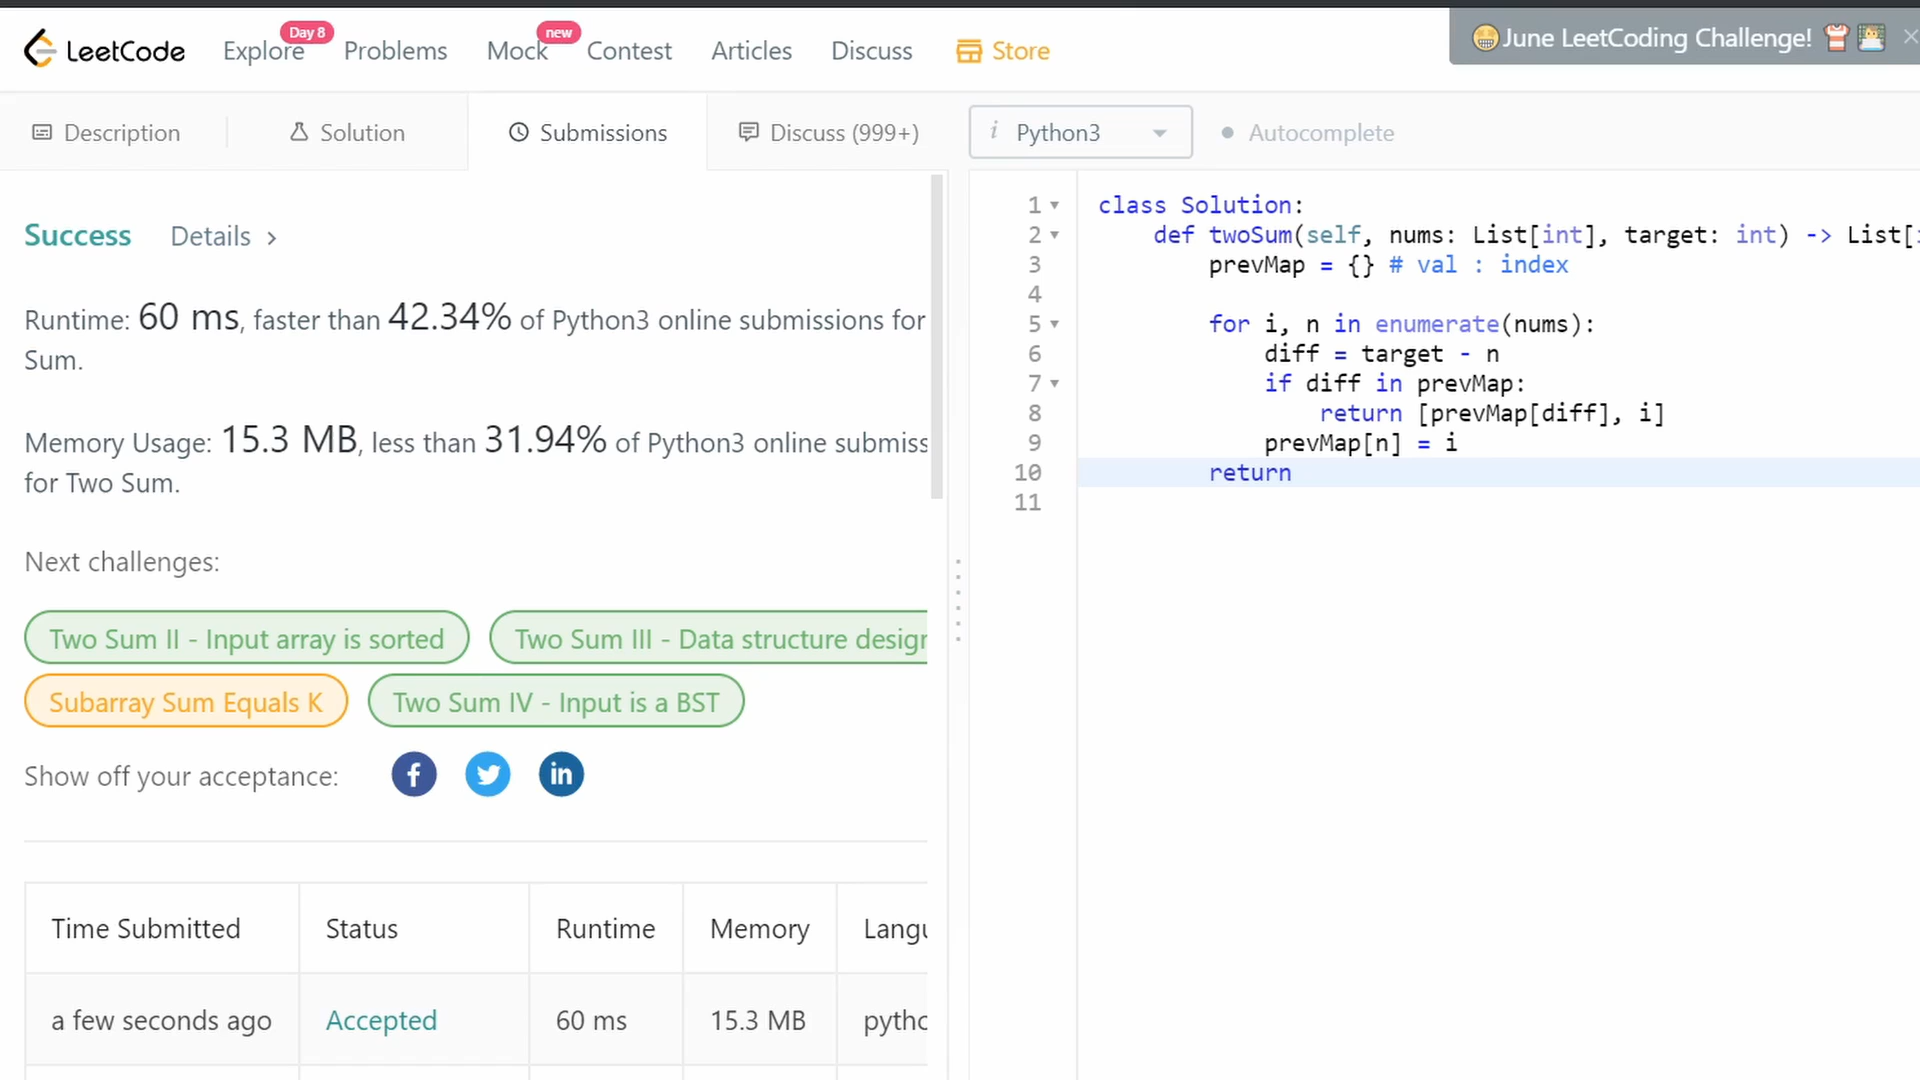 LeetCode Explore Day 8 Problems Mock new Contest Articles Discuss Store 😁June LeetCoding Challenge! ×
Description Solution Submissions Discuss (999+)
i Python3 Autocomplete
Success Details >
Runtime: 60 ms, faster than 42.34% of Python3 online submissions for
Sum.
Memory Usage: 15.3 MB, less than 31.94% of Python3 online submiss
for Two Sum.
Next challenges:
Two Sum II - Input array is sorted Two Sum III - Data structure design
Subarray Sum Equals K Two Sum IV - Input is a BST
Show off your acceptance: f in
Time Submitted Status Runtime Memory Langu
a few seconds ago Accepted 60 ms 15.3 MB pytho
1 class Solution:
2 def twoSum(self, nums: List[int], target: int) -> List[i
3 prevMap = {} # val : index
4
5 for i, n in enumerate(nums):
6 diff = target - n
7 if diff in prevMap:
8 return [prevMap[diff], i]
9 prevMap[n] = i
10 return
11